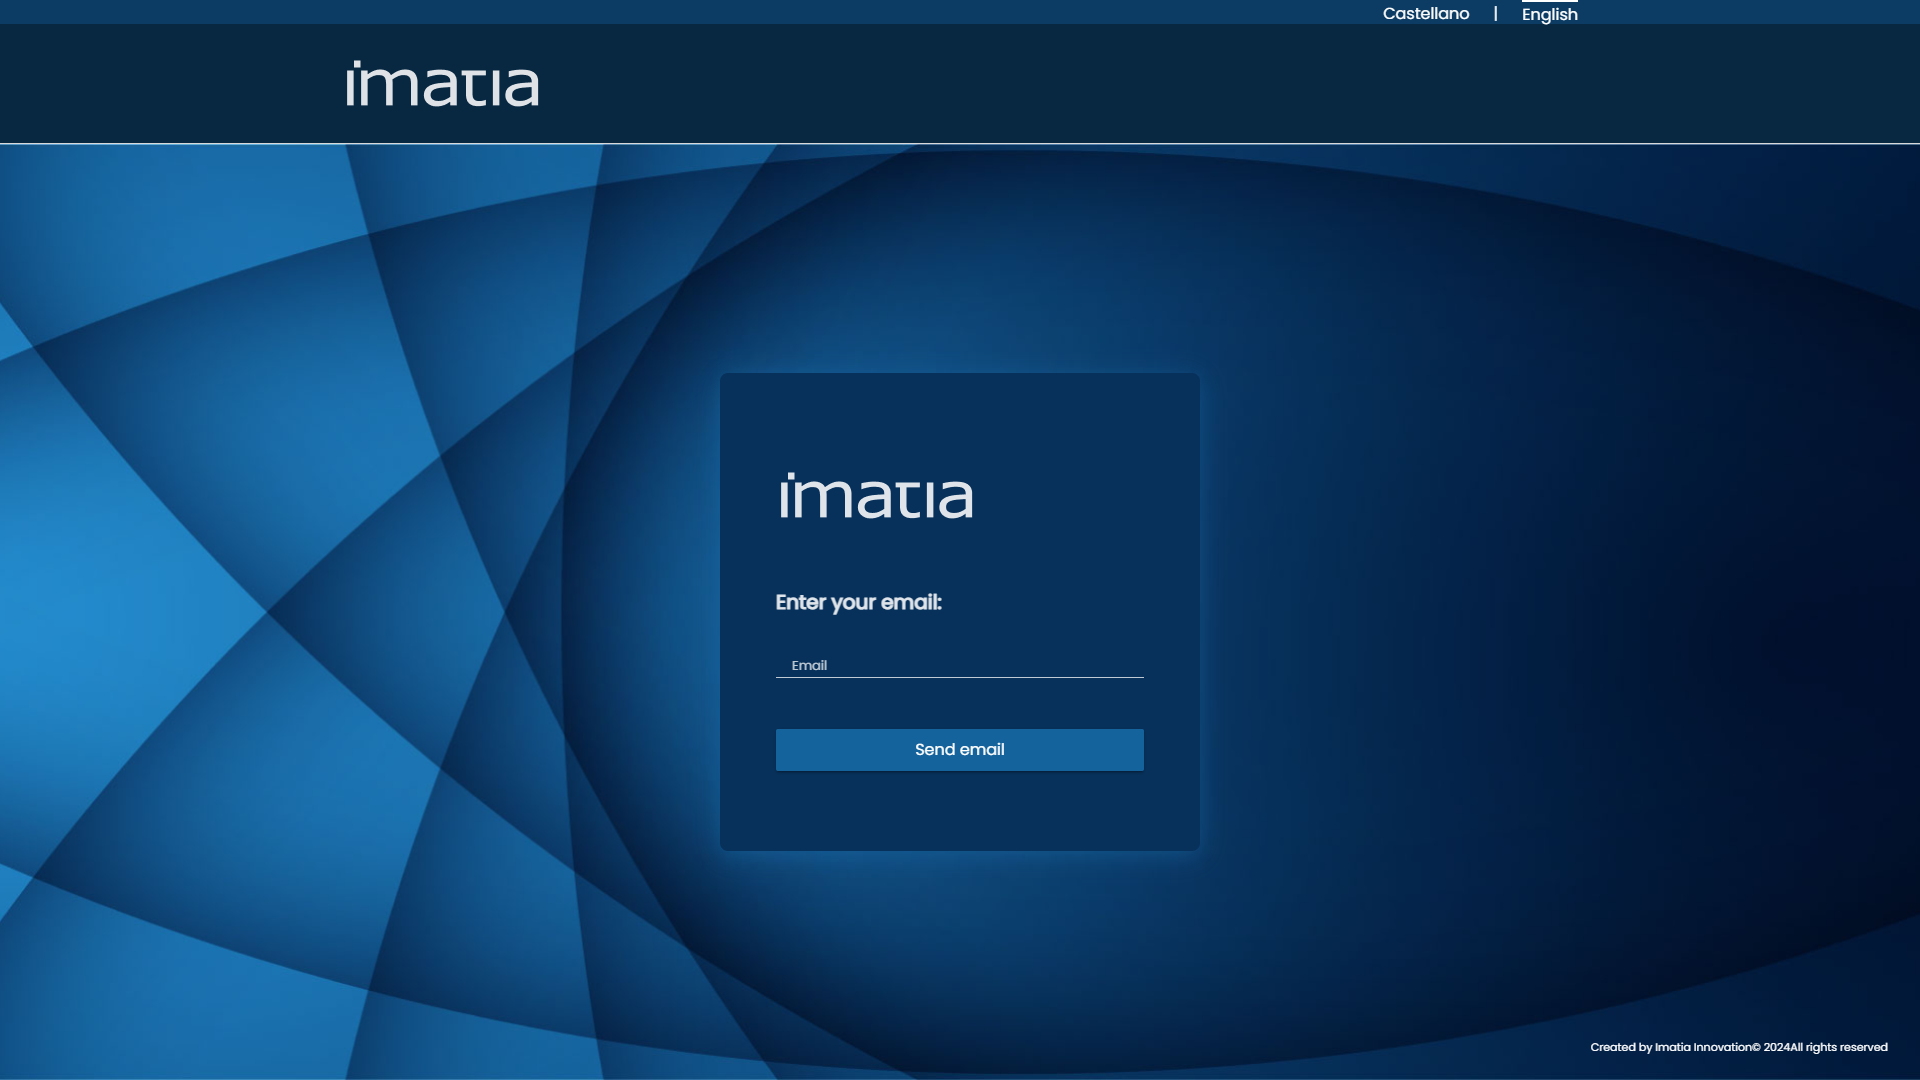 Castellano | English
imatia
imatia
Enter your email:
Email
Send email
Created by Imatia Innovation© 2024All rights reserved